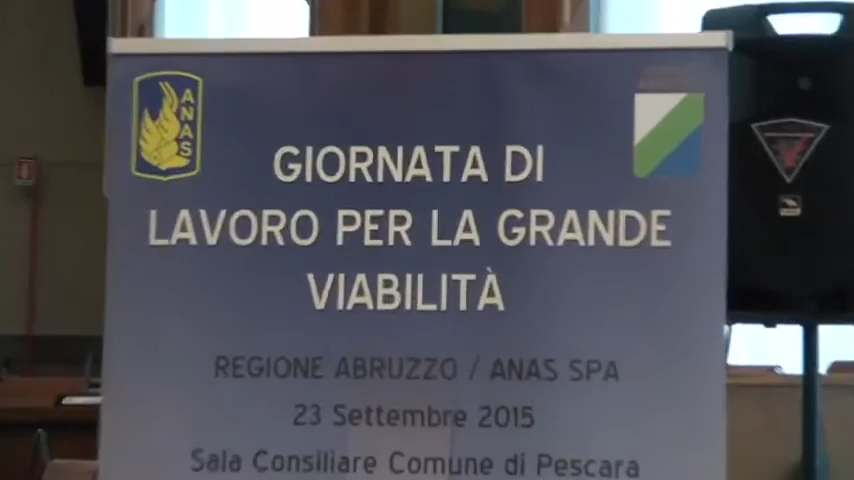 ANAS
GIORNATA DI
LAVORO PER LA GRANDE
VIABILITÀ
REGIONE ABRUZZO / ANAS SPA
23 Settembre 2015
Sala Consiliare Comune di Pescara